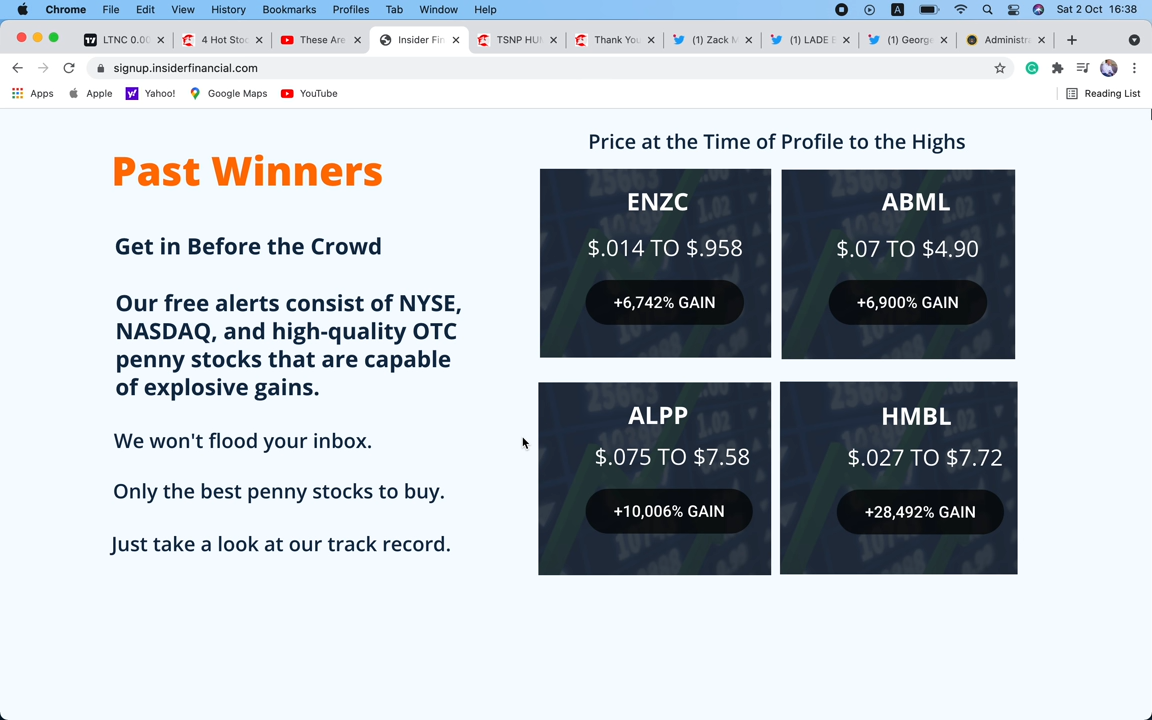 Chrome File Edit View History Bookmarks Profiles Tab Window Help A Sat 2 Oct 16:38
LTNC 0.00 4 Hot Stoc These Are Insider Fin TSNP HUM Thank You (1) Zack M (1) LADE B (1) George Administra
signup.insiderfinancial.com
Apps Apple Yahoo! Google Maps YouTube Reading List
Past Winners
Get in Before the Crowd
Our free alerts consist of NYSE,
NASDAQ, and high-quality OTC
penny stocks that are capable
of explosive gains.
We won't flood your inbox.
Only the best penny stocks to buy.
Just take a look at our track record.
Price at the Time of Profile to the Highs
ENZC
$.014 TO $.958
+6,742% GAIN
ABML
$.07 TO $4.90
+6,900% GAIN
ALPP
$.075 TO $7.58
+10,006% GAIN
HMBL
$.027 TO $7.72
+28,492% GAIN